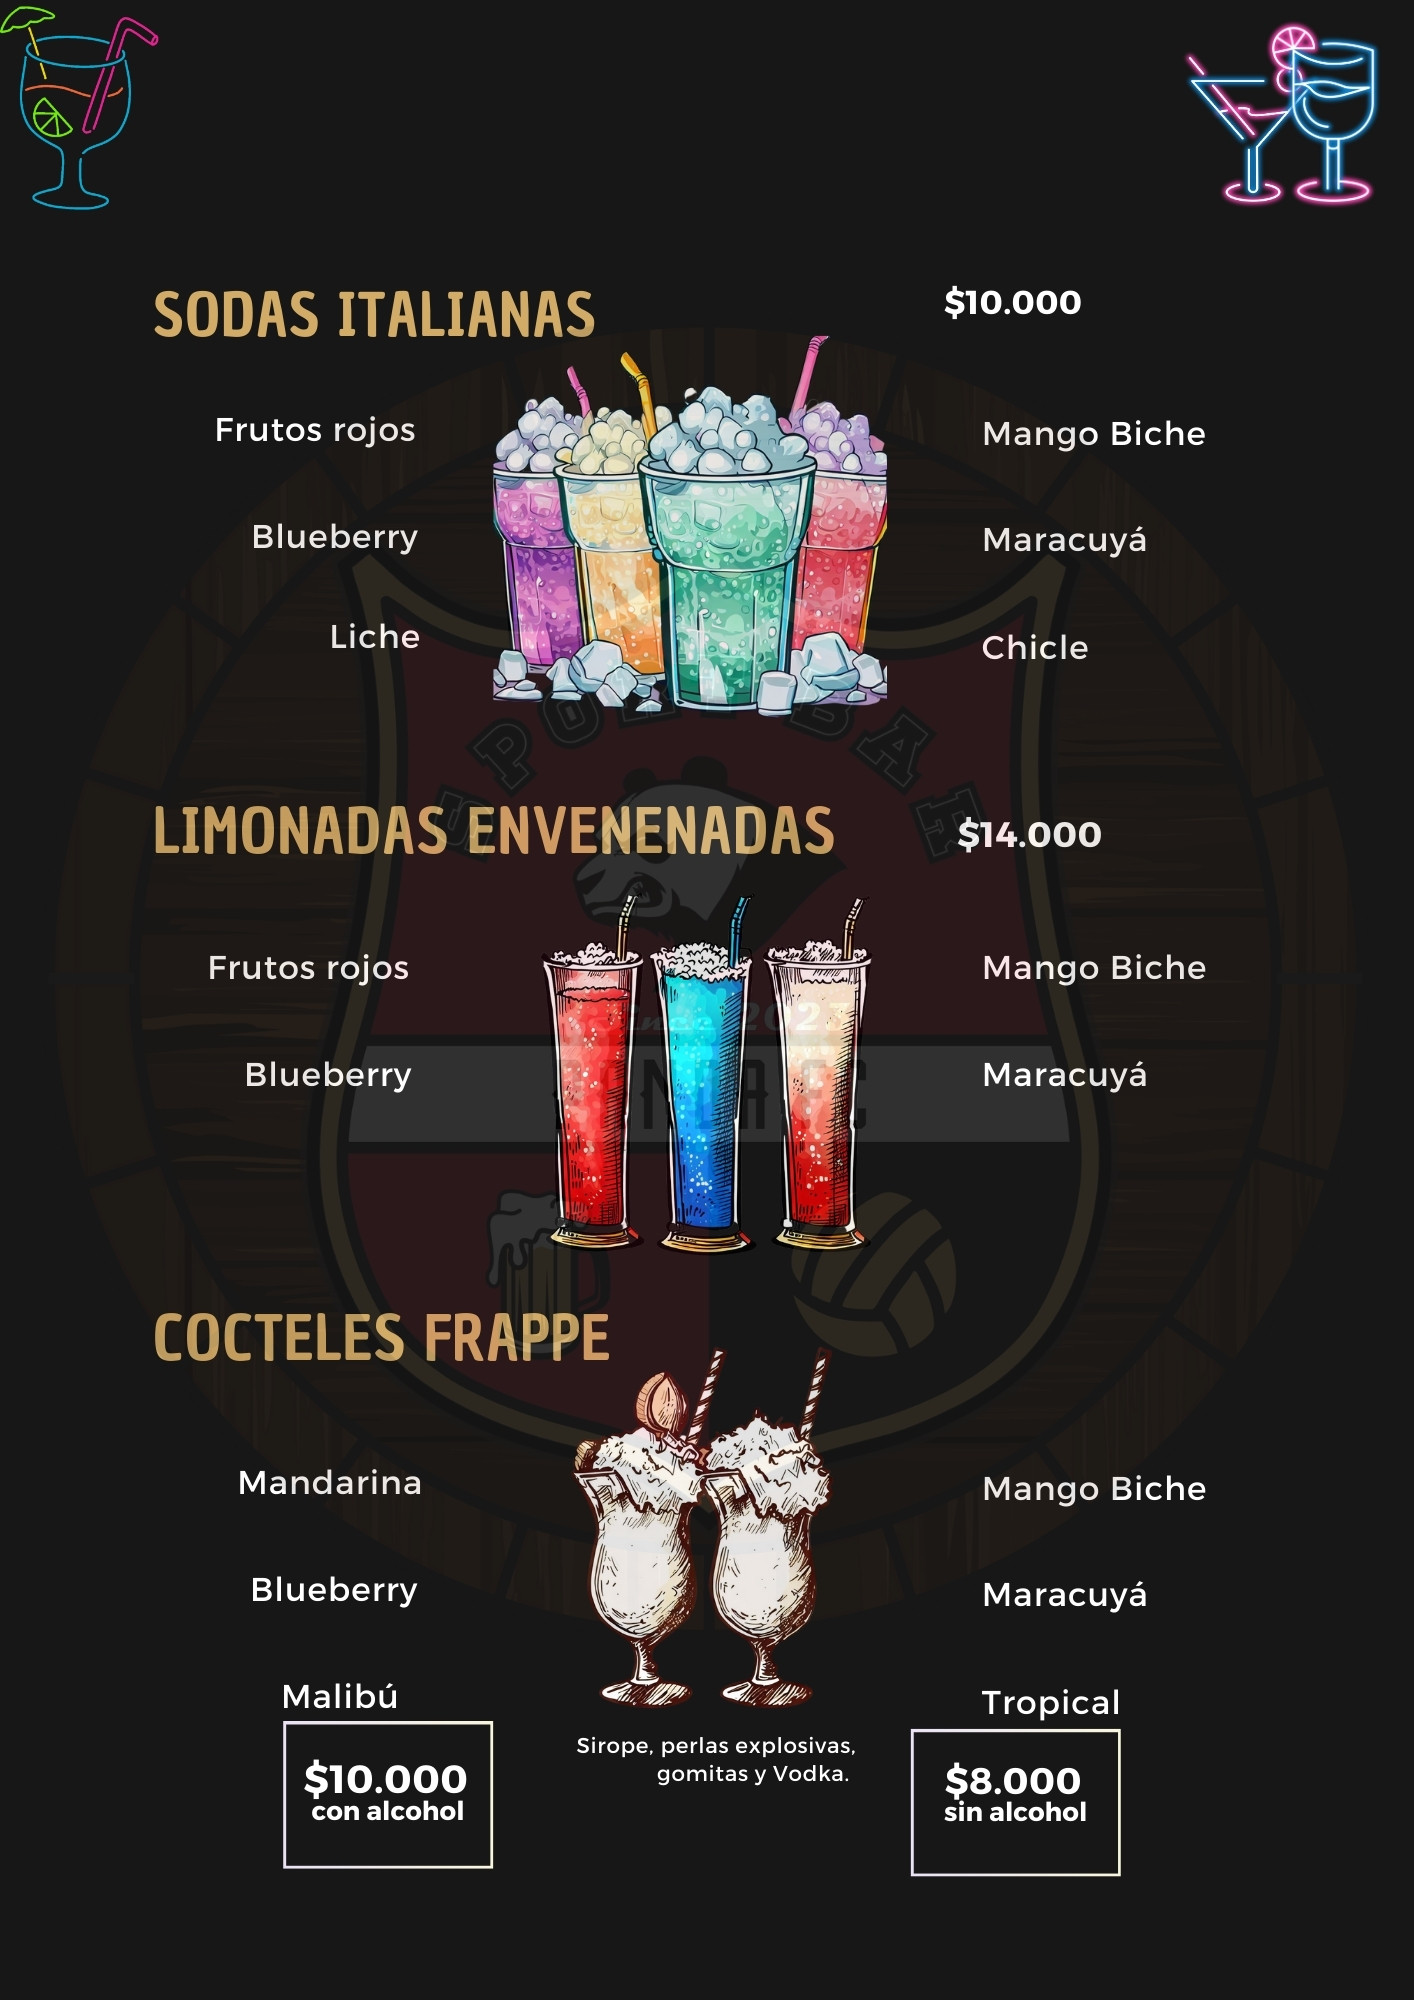 SODAS ITALIANAS
$10.000
Frutos rojos
Mango Biche
Blueberry
Maracuyá
Liche
Chicle
SPORT BAR
LIMONADAS ENVENENADAS
$14.000
Frutos rojos
Mango Biche
Blueberry
Maracuyá
COCTELES FRAPPE
Mandarina
Mango Biche
Blueberry
Maracuyá
Malibú
Tropical
Sirope, perlas explosivas,
gomitas y Vodka.
$10.000
con alcohol
$8.000
sin alcohol